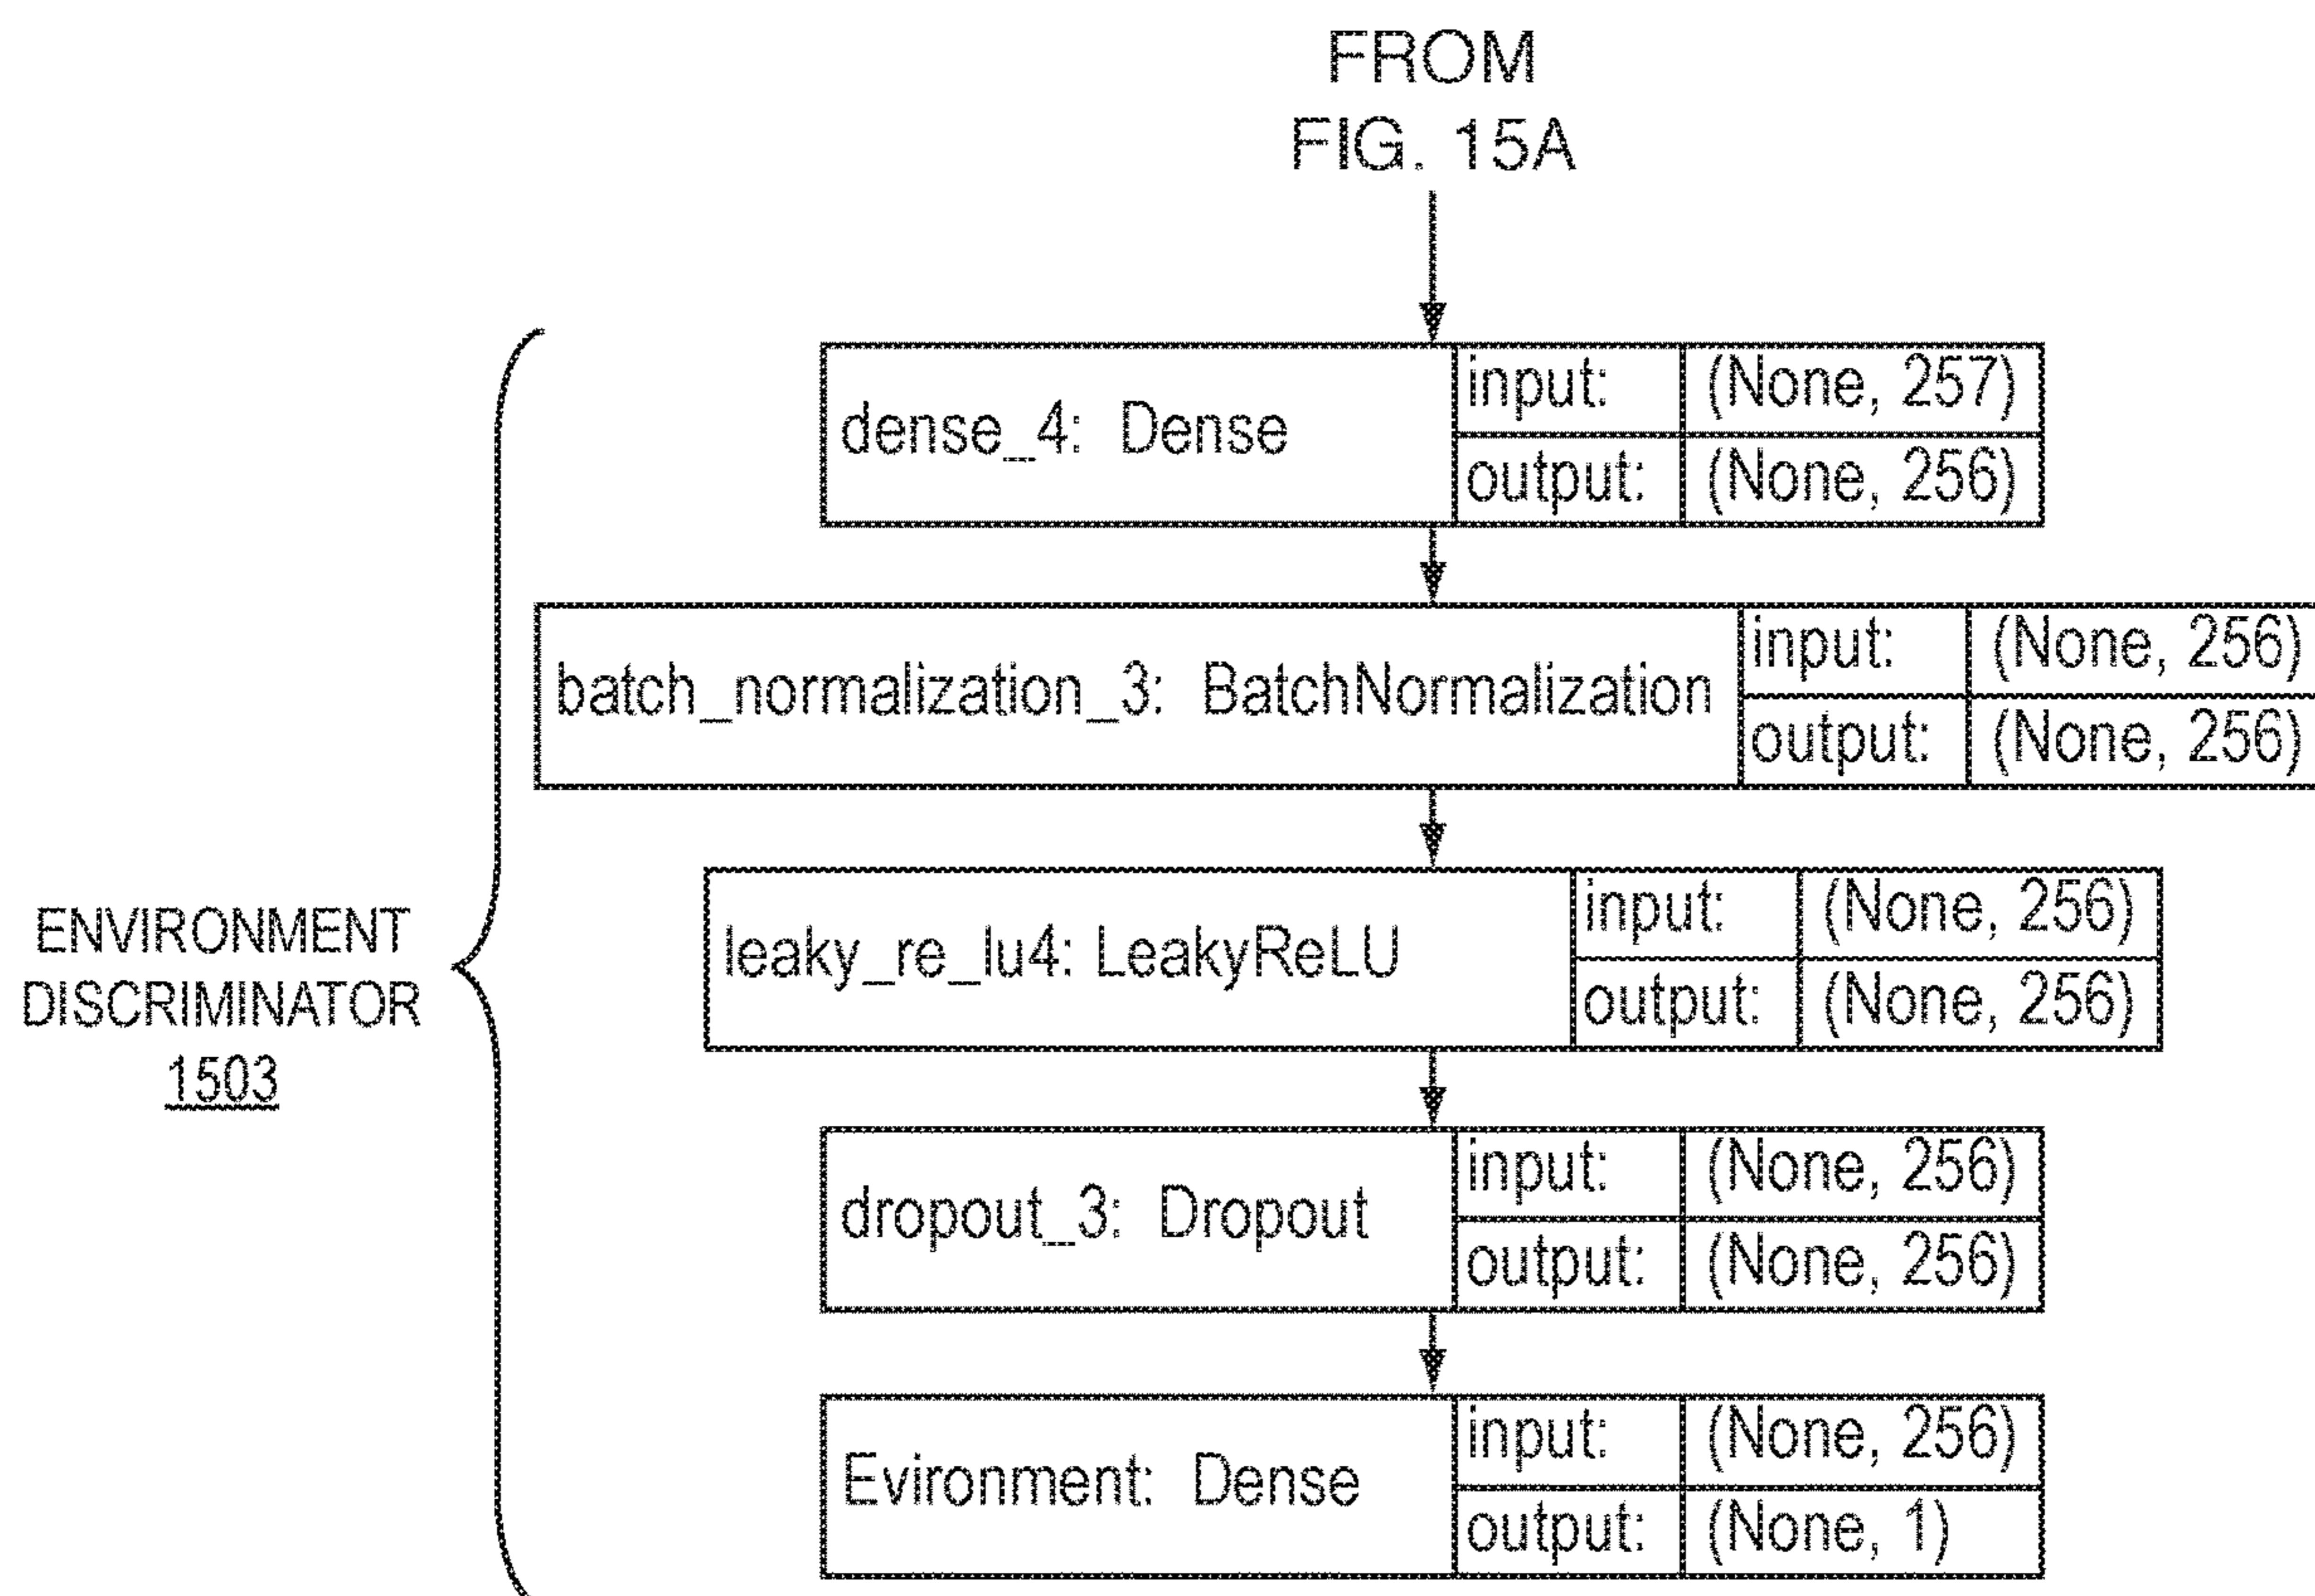 FROM
FIG. 15A
dense_4: Dense
input: (None, 257)
output: (None, 256)
batch_normalization_3: BatchNormalization
input: (None, 256)
output: (None, 256)
leaky_re_lu4: LeakyReLU
input: (None, 256)
output: (None, 256)
ENVIRONMENT
DISCRIMINATOR
1503
dropout_3: Dropout
input: (None, 256)
output: (None, 256)
Evironment: Dense
input: (None, 256)
output: (None, 1)